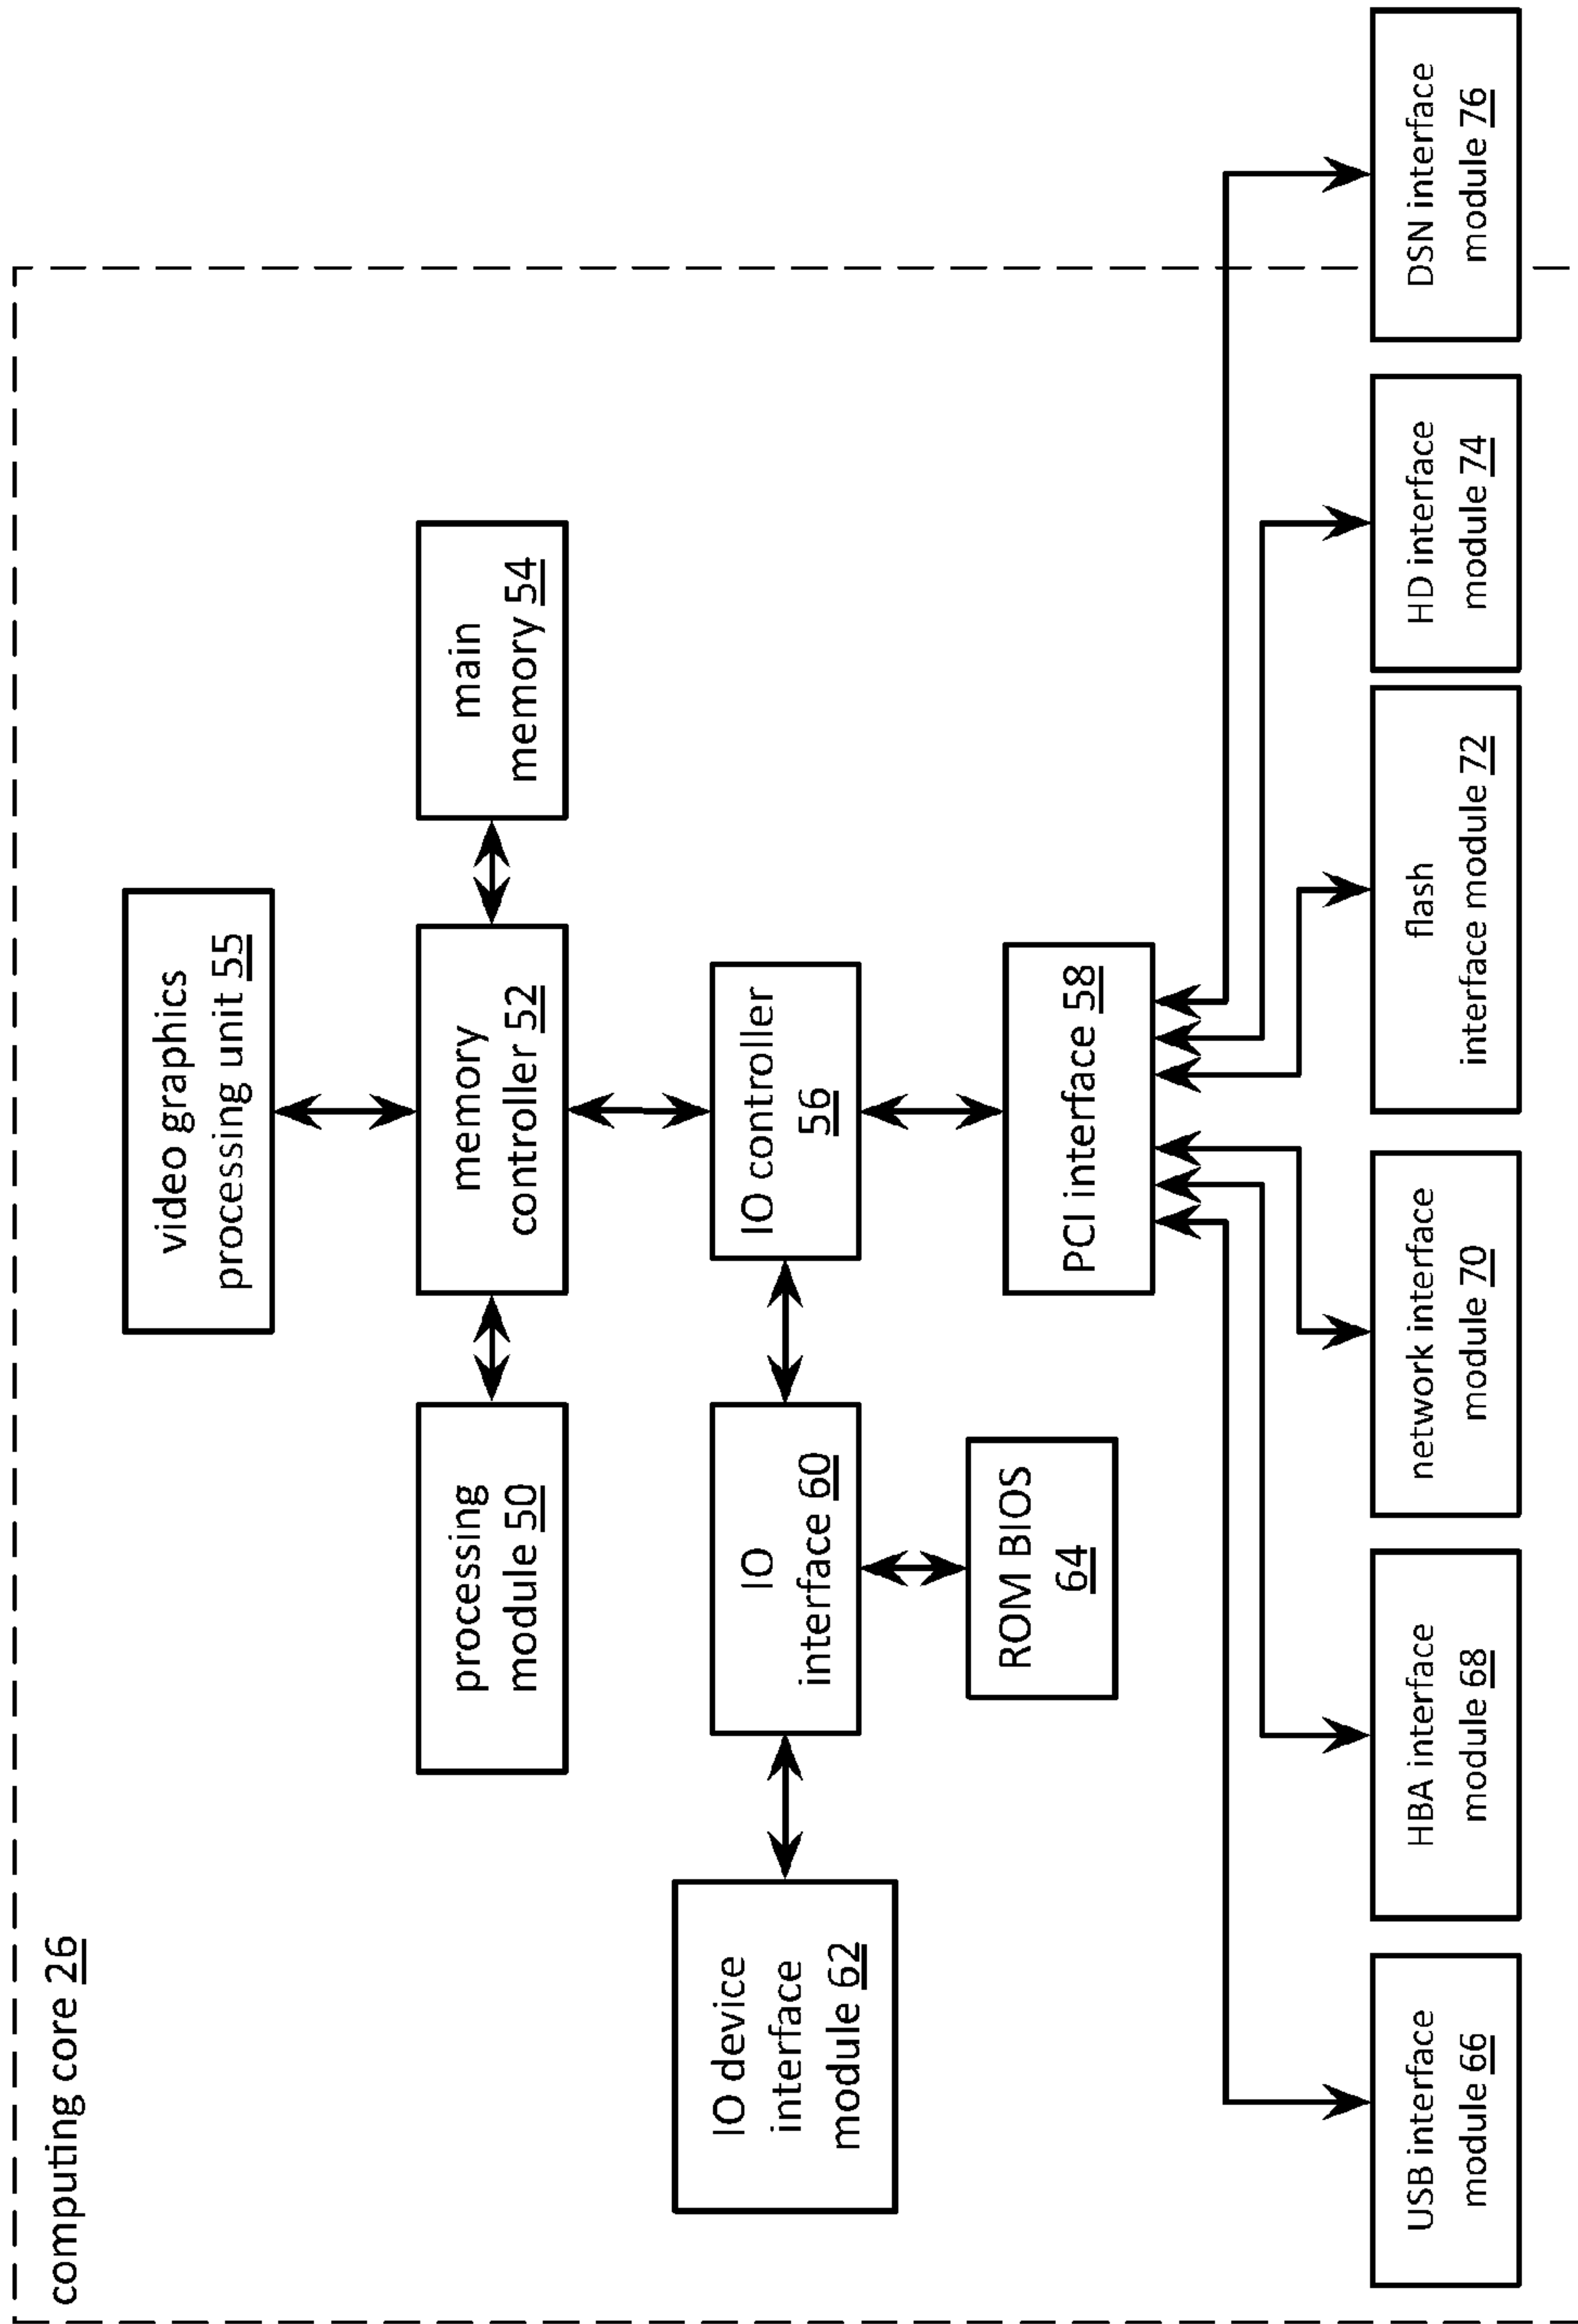 computing core 26
video graphics
processing unit 55
processing
module 50
memory
controller 52
main
memory 54
IO device
interface
module 62
IO
interface 60
IO controller
56
ROM BIOS
64
PCI interface 58
USB interface
module 66
HBA interface
module 68
network interface
module 70
flash
interface module 72
HD interface
module 74
DSN interface
module 76